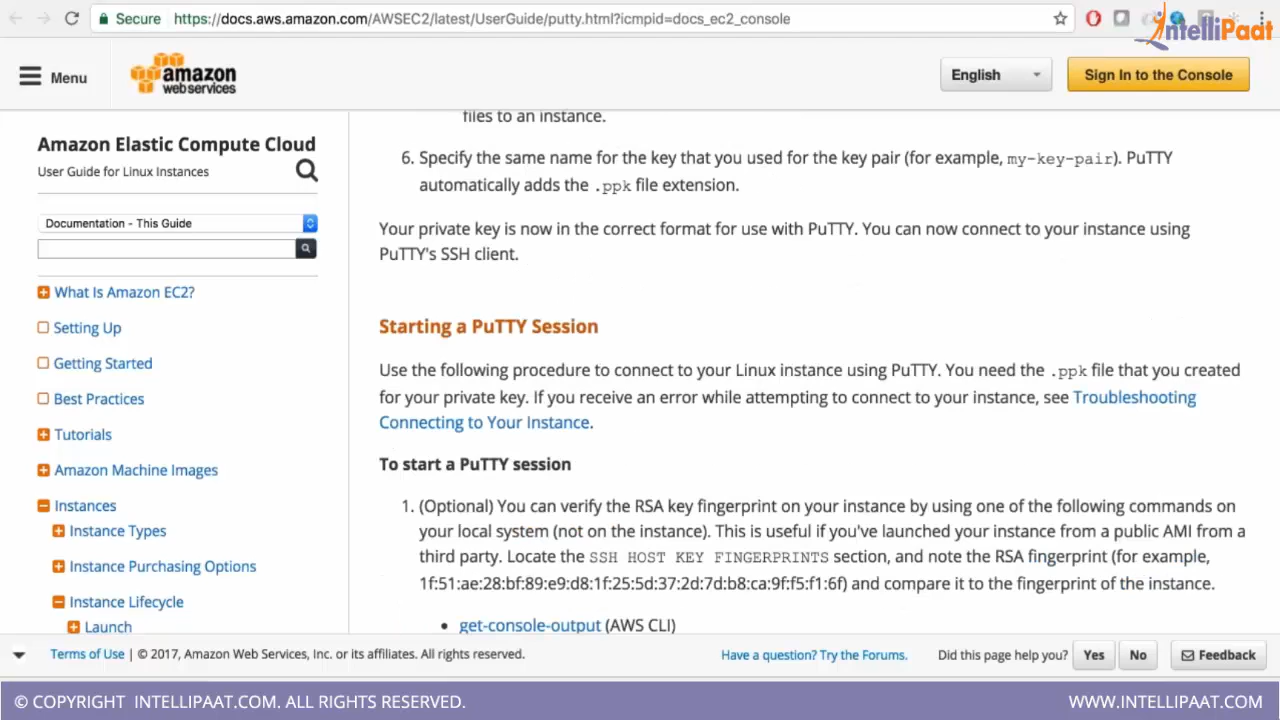 Secure https://docs.aws.amazon.com/AWSEC2/latest/UserGuide/putty.html?icmpid=docs_ec2_console
IntelliPaat
Menu
amazon
web services
English
Sign In to the Console
Amazon Elastic Compute Cloud
User Guide for Linux Instances
Documentation - This Guide
What Is Amazon EC2?
Setting Up
Getting Started
Best Practices
Tutorials
Amazon Machine Images
Instances
Instance Types
Instance Purchasing Options
Instance Lifecycle
Launch
files to an instance.
6. Specify the same name for the key that you used for the key pair (for example, my-key-pair). PuTTY
automatically adds the .ppk file extension.
Your private key is now in the correct format for use with PuTTY. You can now connect to your instance using
PuTTY's SSH client.
Starting a PuTTY Session
Use the following procedure to connect to your Linux instance using PuTTY. You need the .ppk file that you created
for your private key. If you receive an error while attempting to connect to your instance, see Troubleshooting
Connecting to Your Instance.
To start a PuTTY session
1. (Optional) You can verify the RSA key fingerprint on your instance by using one of the following commands on
your local system (not on the instance). This is useful if you've launched your instance from a public AMI from a
third party. Locate the SSH HOST KEY FINGERPRINTS section, and note the RSA fingerprint (for example,
1f:51:ae:28:bf:89:e9:d8:1f:25:5d:37:2d:7d:b8:ca:9f:f5:f1:6f) and compare it to the fingerprint of the instance.
• get-console-output (AWS CLI)
Terms of Use | © 2017, Amazon Web Services, Inc. or its affiliates. All rights reserved.
Have a question? Try the Forums.
Did this page help you?
Yes
No
Feedback
© COPYRIGHT INTELLIPAAT.COM. ALL RIGHTS RESERVED.
WWW.INTELLIPAAT.COM